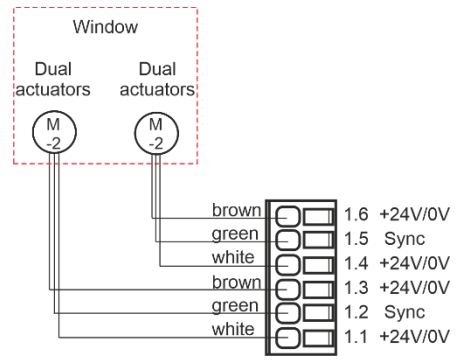 Window
Dual
actuators
Dual
actuators
M
-2
M
-2
brown 1.6 +24V/0V
green 1.5 Sync
white 1.4 +24V/0V
brown 1.3 +24V/0V
green 1.2 Sync
white 1.1 +24V/0V